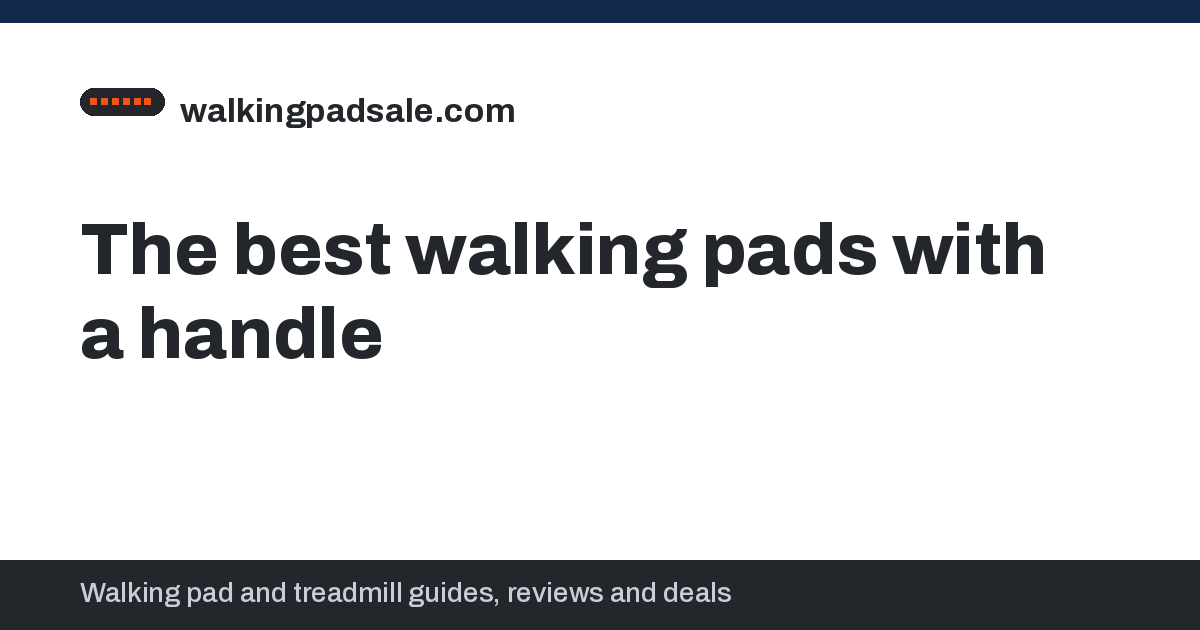 walkingpadsale.com
The best walking pads with
a handle
Walking pad and treadmill guides, reviews and deals